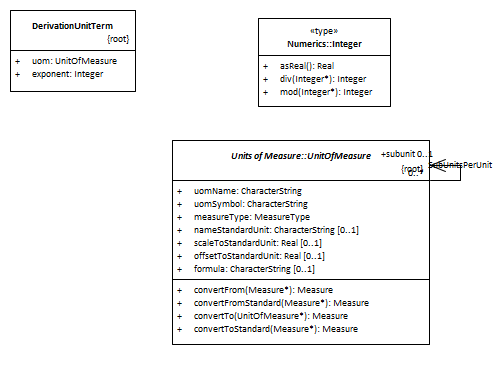 DerivationUnitTerm
{root}
+ uom: UnitOfMeasure
+ exponent: Integer
«type»
Numerics::Integer
+ asReal(): Real
+ div(Integer*): Integer
+ mod(Integer*): Integer
Units of Measure::UnitOfMeasure
+subunit 0..1
{root}
0..*
SubUnitsPerUnit
+ uomName: CharacterString
+ uomSymbol: CharacterString
+ measureType: MeasureType
+ nameStandardUnit: CharacterString [0..1]
+ scaleToStandardUnit: Real [0..1]
+ offsetToStandardUnit: Real [0..1]
+ formula: CharacterString [0..1]
+ convertFrom(Measure*): Measure
+ convertFromStandard(Measure*): Measure
+ convertTo(UnitOfMeasure*): Measure
+ convertToStandard(Measure*): Measure